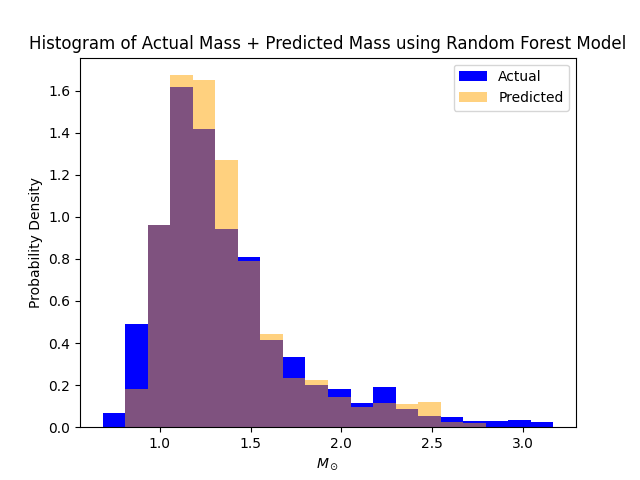 Histogram of Actual Mass + Predicted Mass using Random Forest Model
Actual
Predicted
Probability Density
1.6
1.4
1.2
1.0
0.8
0.6
0.4
0.2
0.0
1.0 1.5 2.0 2.5 3.0
M⊙